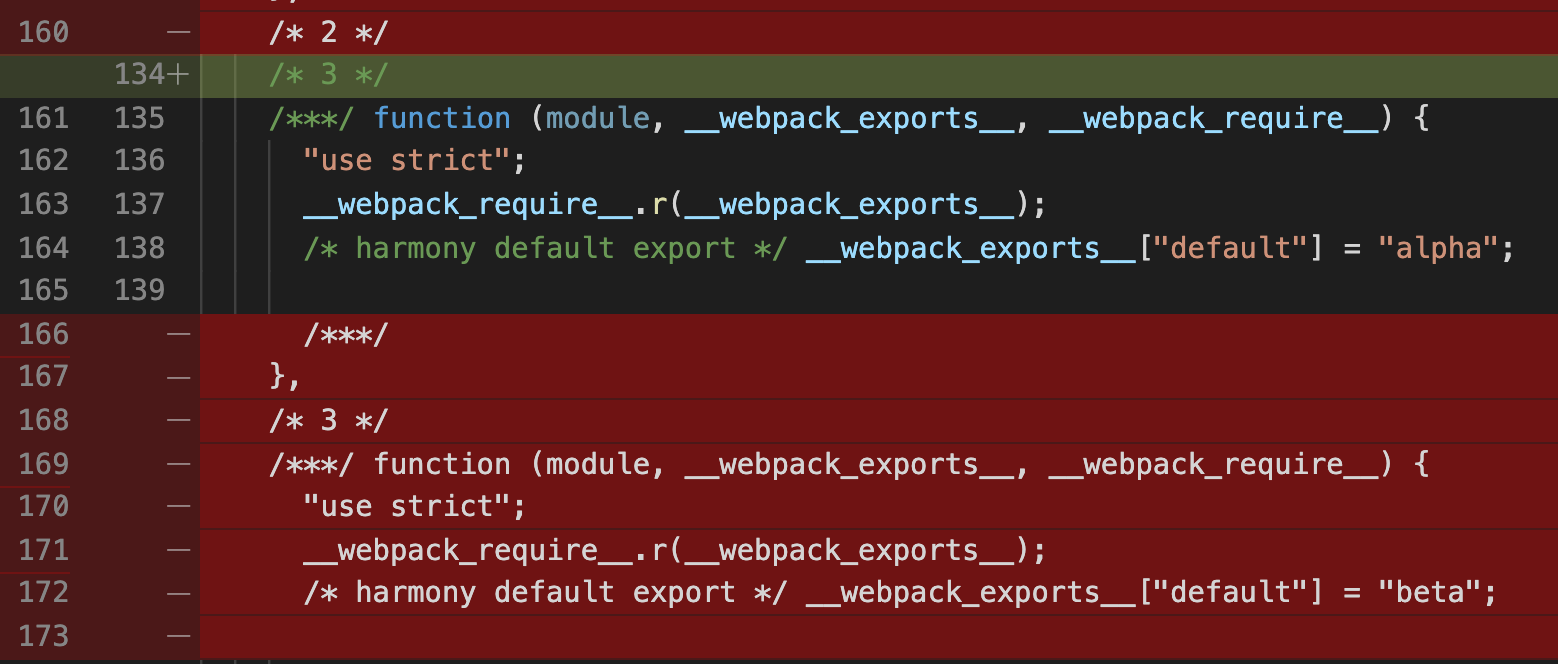 160 — /* 2 */
134+ /* 3 */
161 135 /***/ function (module, __webpack_exports__, __webpack_require__) {
162 136 "use strict";
163 137 __webpack_require__.r(__webpack_exports__);
164 138 /* harmony default export */ __webpack_exports__["default"] = "alpha";
165 139
166 — /***/
167 — },
168 — /* 3 */
169 — /***/ function (module, __webpack_exports__, __webpack_require__) {
170 — "use strict";
171 — __webpack_require__.r(__webpack_exports__);
172 — /* harmony default export */ __webpack_exports__["default"] = "beta";
173 —